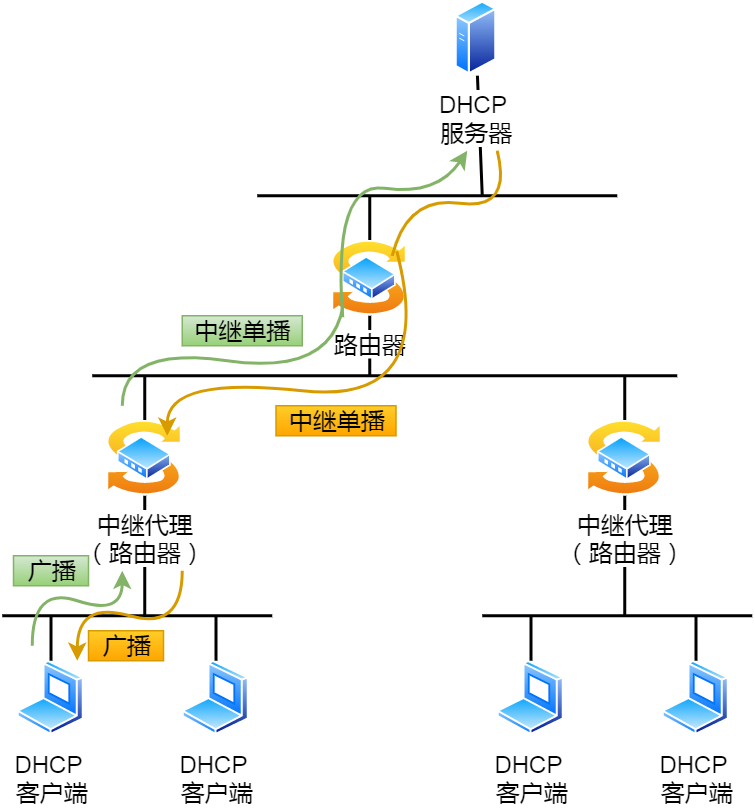 DHCP
服务器
中继单播
路由器
中继单播
中继代理
（路由器）
中继代理
（路由器）
广播
广播
DHCP
客户端
DHCP
客户端
DHCP
客户端
DHCP
客户端